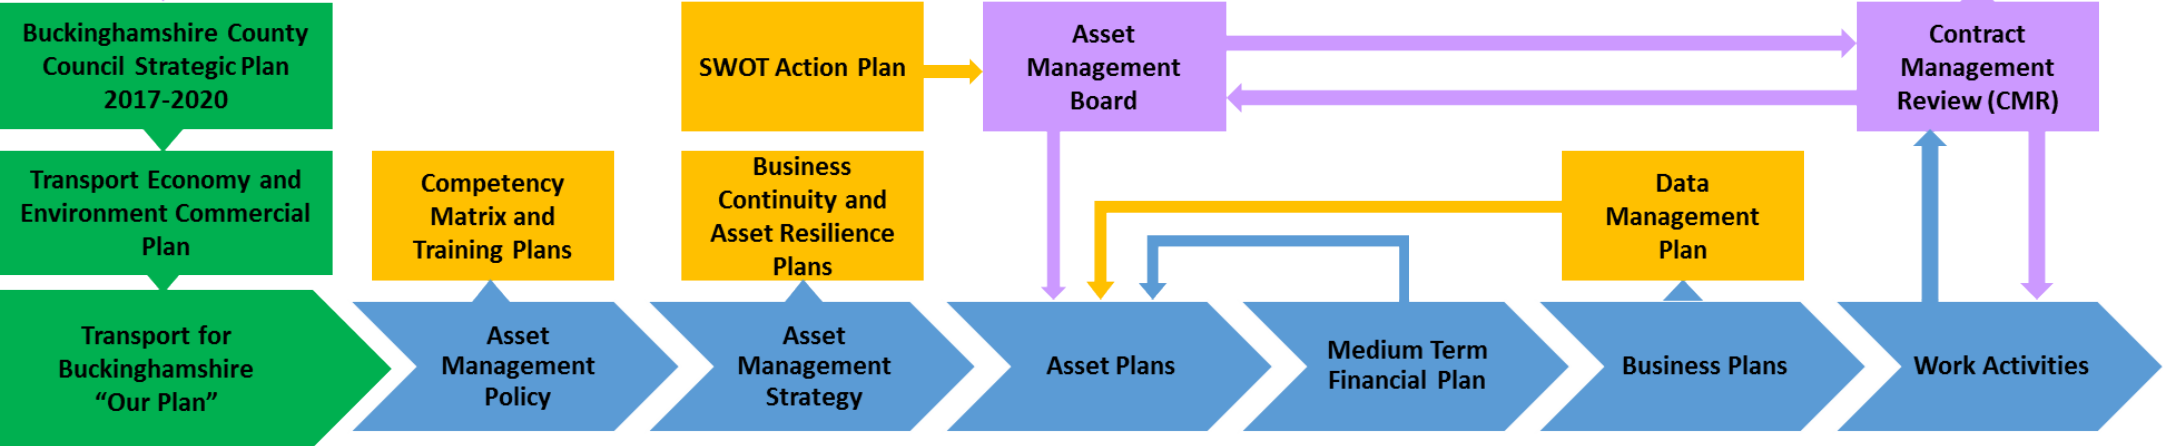 Buckinghamshire County
Council Strategic Plan
2017-2020
SWOT Action Plan
Asset
Management
Board
Contract
Management
Review (CMR)
Transport Economy and
Environment Commercial
Plan
Competency
Matrix and
Training Plans
Business
Continuity and
Asset Resilience
Plans
Data
Management
Plan
Transport for
Buckinghamshire
“Our Plan”
Asset
Management
Policy
Asset
Management
Strategy
Asset Plans
Medium Term
Financial Plan
Business Plans
Work Activities